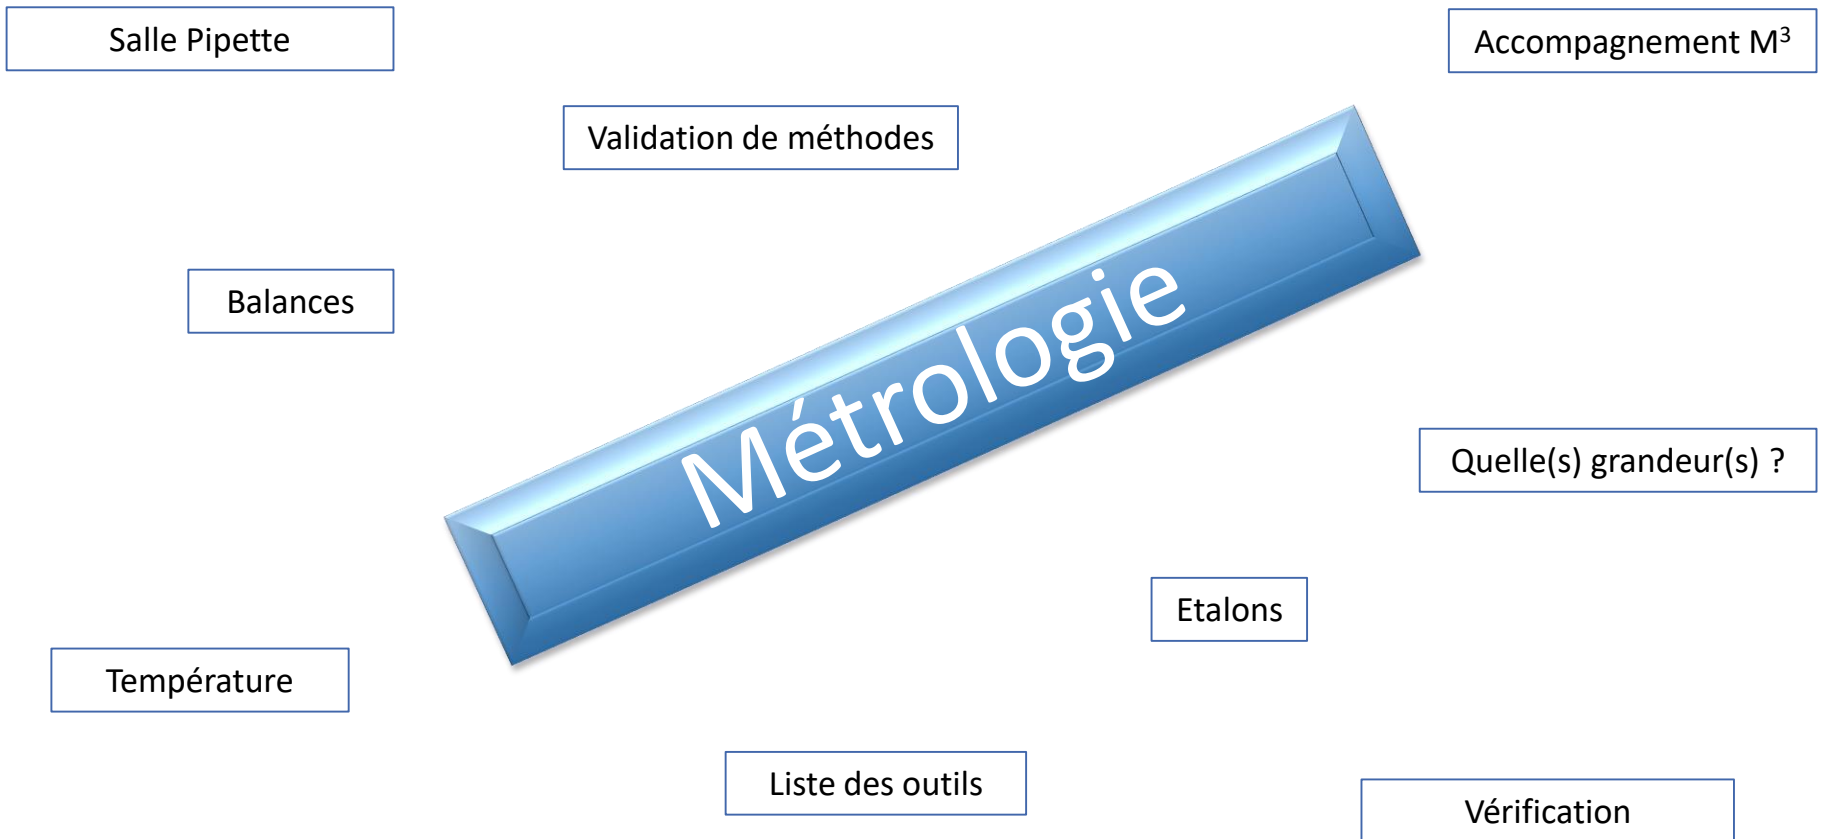 Salle Pipette
Accompagnement M³
Validation de méthodes
Balances
Métrologie
Quelle(s) grandeur(s) ?
Etalons
Température
Liste des outils
Vérification